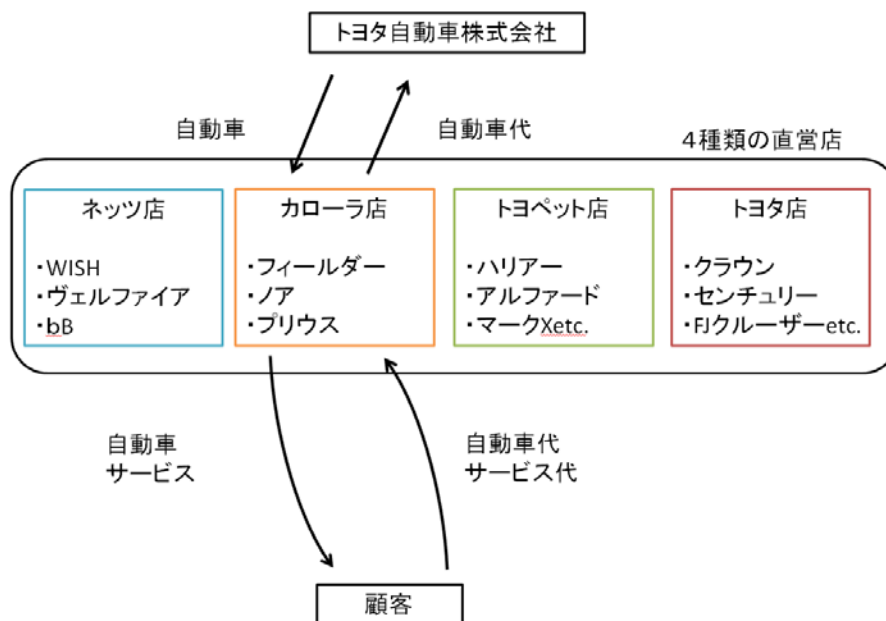 トヨタ自動車株式会社
自動車
自動車代
４種類の直営店
ネッツ店
・WISH
・ヴェルファイア
・bB
カローラ店
・フィールダー
・ノア
・プリウス
トヨペット店
・ハリアー
・アルファード
・マークXetc.
トヨタ店
・クラウン
・センチュリー
・FJクルーザーetc.
自動車
サービス
自動車代
サービス代
顧客